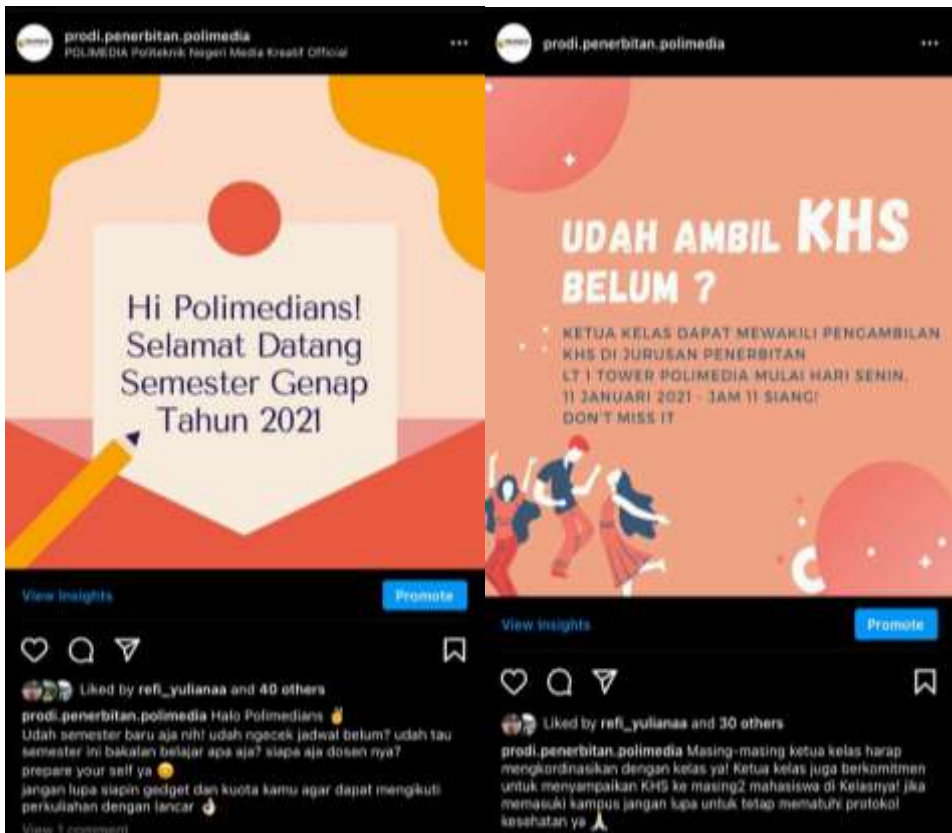 prodi.penerbitan.polimedia
POLIMEDIA Politeknik Negeri Media Kreatif Official
Hi Polimedians!
Selamat Datang
Semester Genap
Tahun 2021
View Insights
Promote
Liked by refi_yulianaa and 40 others
prodi.penerbitan.polimedia Halo Polimedians ✌
Udah semester baru aja nih! udah ngecek jadwal belum? udah tau
semester ini bakalan belajar apa aja? siapa aja dosen nya?
prepare your self ya 😊
jangan lupa siapin gedget dan kuota kamu agar dapat mengikuti
perkuliahan dengan lancar 👌
View 1 comment
prodi.penerbitan.polimedia
UDAH AMBIL KHS
BELUM ?
KETUA KELAS DAPAT MEWAKILI PENGAMBILAN
KHS DI JURUSAN PENERBITAN
LT 1 TOWER POLIMEDIA MULAI HARI SENIN,
11 JANUARI 2021 - JAM 11 SIANG!
DON'T MISS IT
View Insights
Promote
Liked by refi_yulianaa and 30 others
prodi.penerbitan.polimedia Masing-masing ketua kelas harap
mengkordinasikan dengan kelas ya! Ketua kelas juga berkomitmen
untuk menyampaikan KHS ke masing2 mahasiswa di Kelasnya! jika
memasuki kampus jangan lupa untuk tetap mematuhi protokol
kesehatan ya 🙏